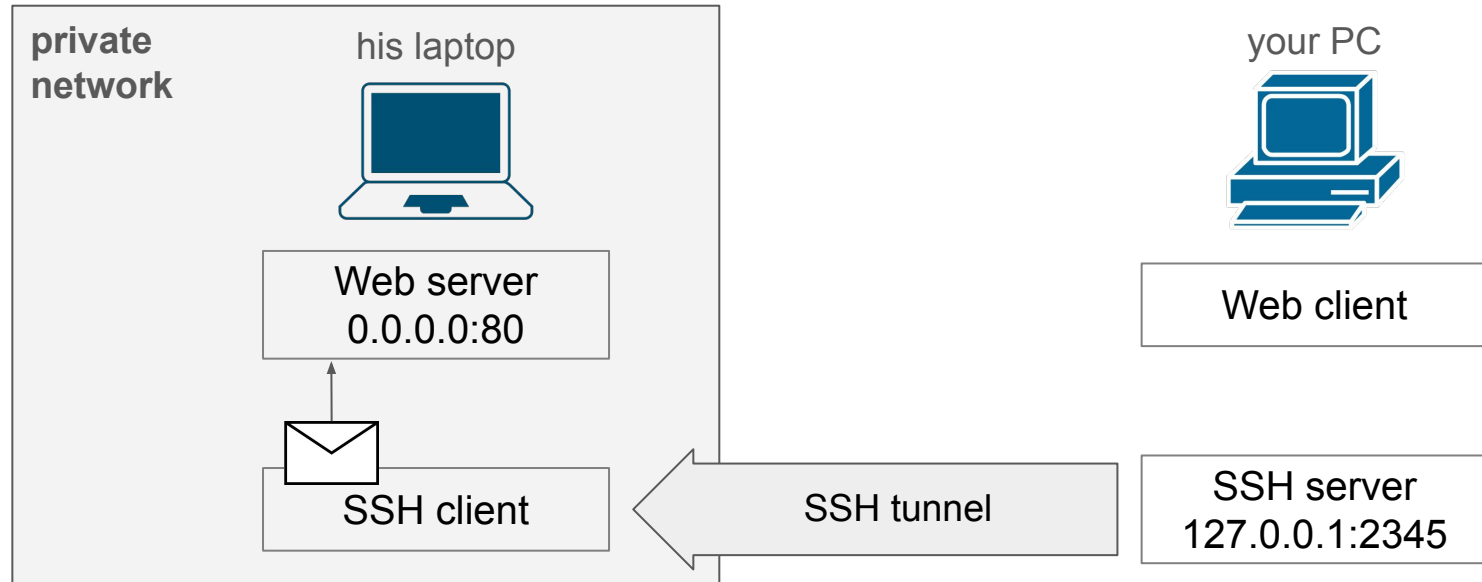 private
network
his laptop
your PC
Web server
0.0.0.0:80
Web client
SSH client
SSH tunnel
SSH server
127.0.0.1:2345